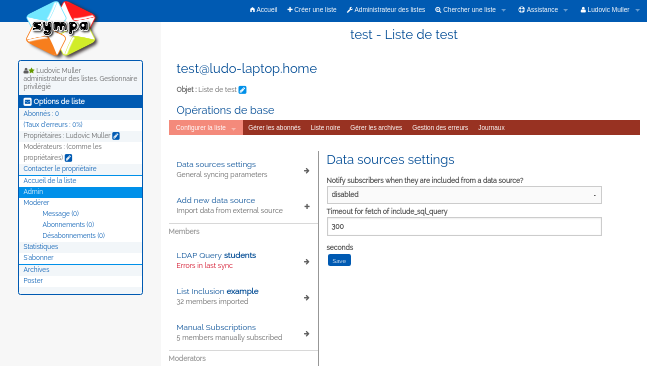 Accueil Créer une liste Administrateur des listes Chercher une liste Assistance Ludovic Muller
sympa
test - Liste de test
Ludovic Muller
administrateur des listes, Gestionnaire
privilégié
Options de liste
Abonnés : 0
(Taux d'erreurs : 0%)
Propriétaires : Ludovic Muller
Modérateurs : (comme les
propriétaires)
Contacter le propriétaire
Accueil de la liste
Admin
Modérer
Message (0)
Abonnements (0)
Désabonnements (0)
Statistiques
S'abonner
Archives
Poster
test@ludo-laptop.home
Objet : Liste de test
Opérations de base
Configurer la liste Gérer les abonnés Liste noire Gérer les archives Gestion des erreurs Journaux
Data sources settings
General syncing parameters
Add new data source
Import data from external source
Members
LDAP Query students
Errors in last sync
List Inclusion example
32 members imported
Manual Subscriptions
5 members manually subscribed
Moderators
Data sources settings
Notify subscribers when they are included from a data source?
disabled
Timeout for fetch of include_sql_query
300
seconds
Save